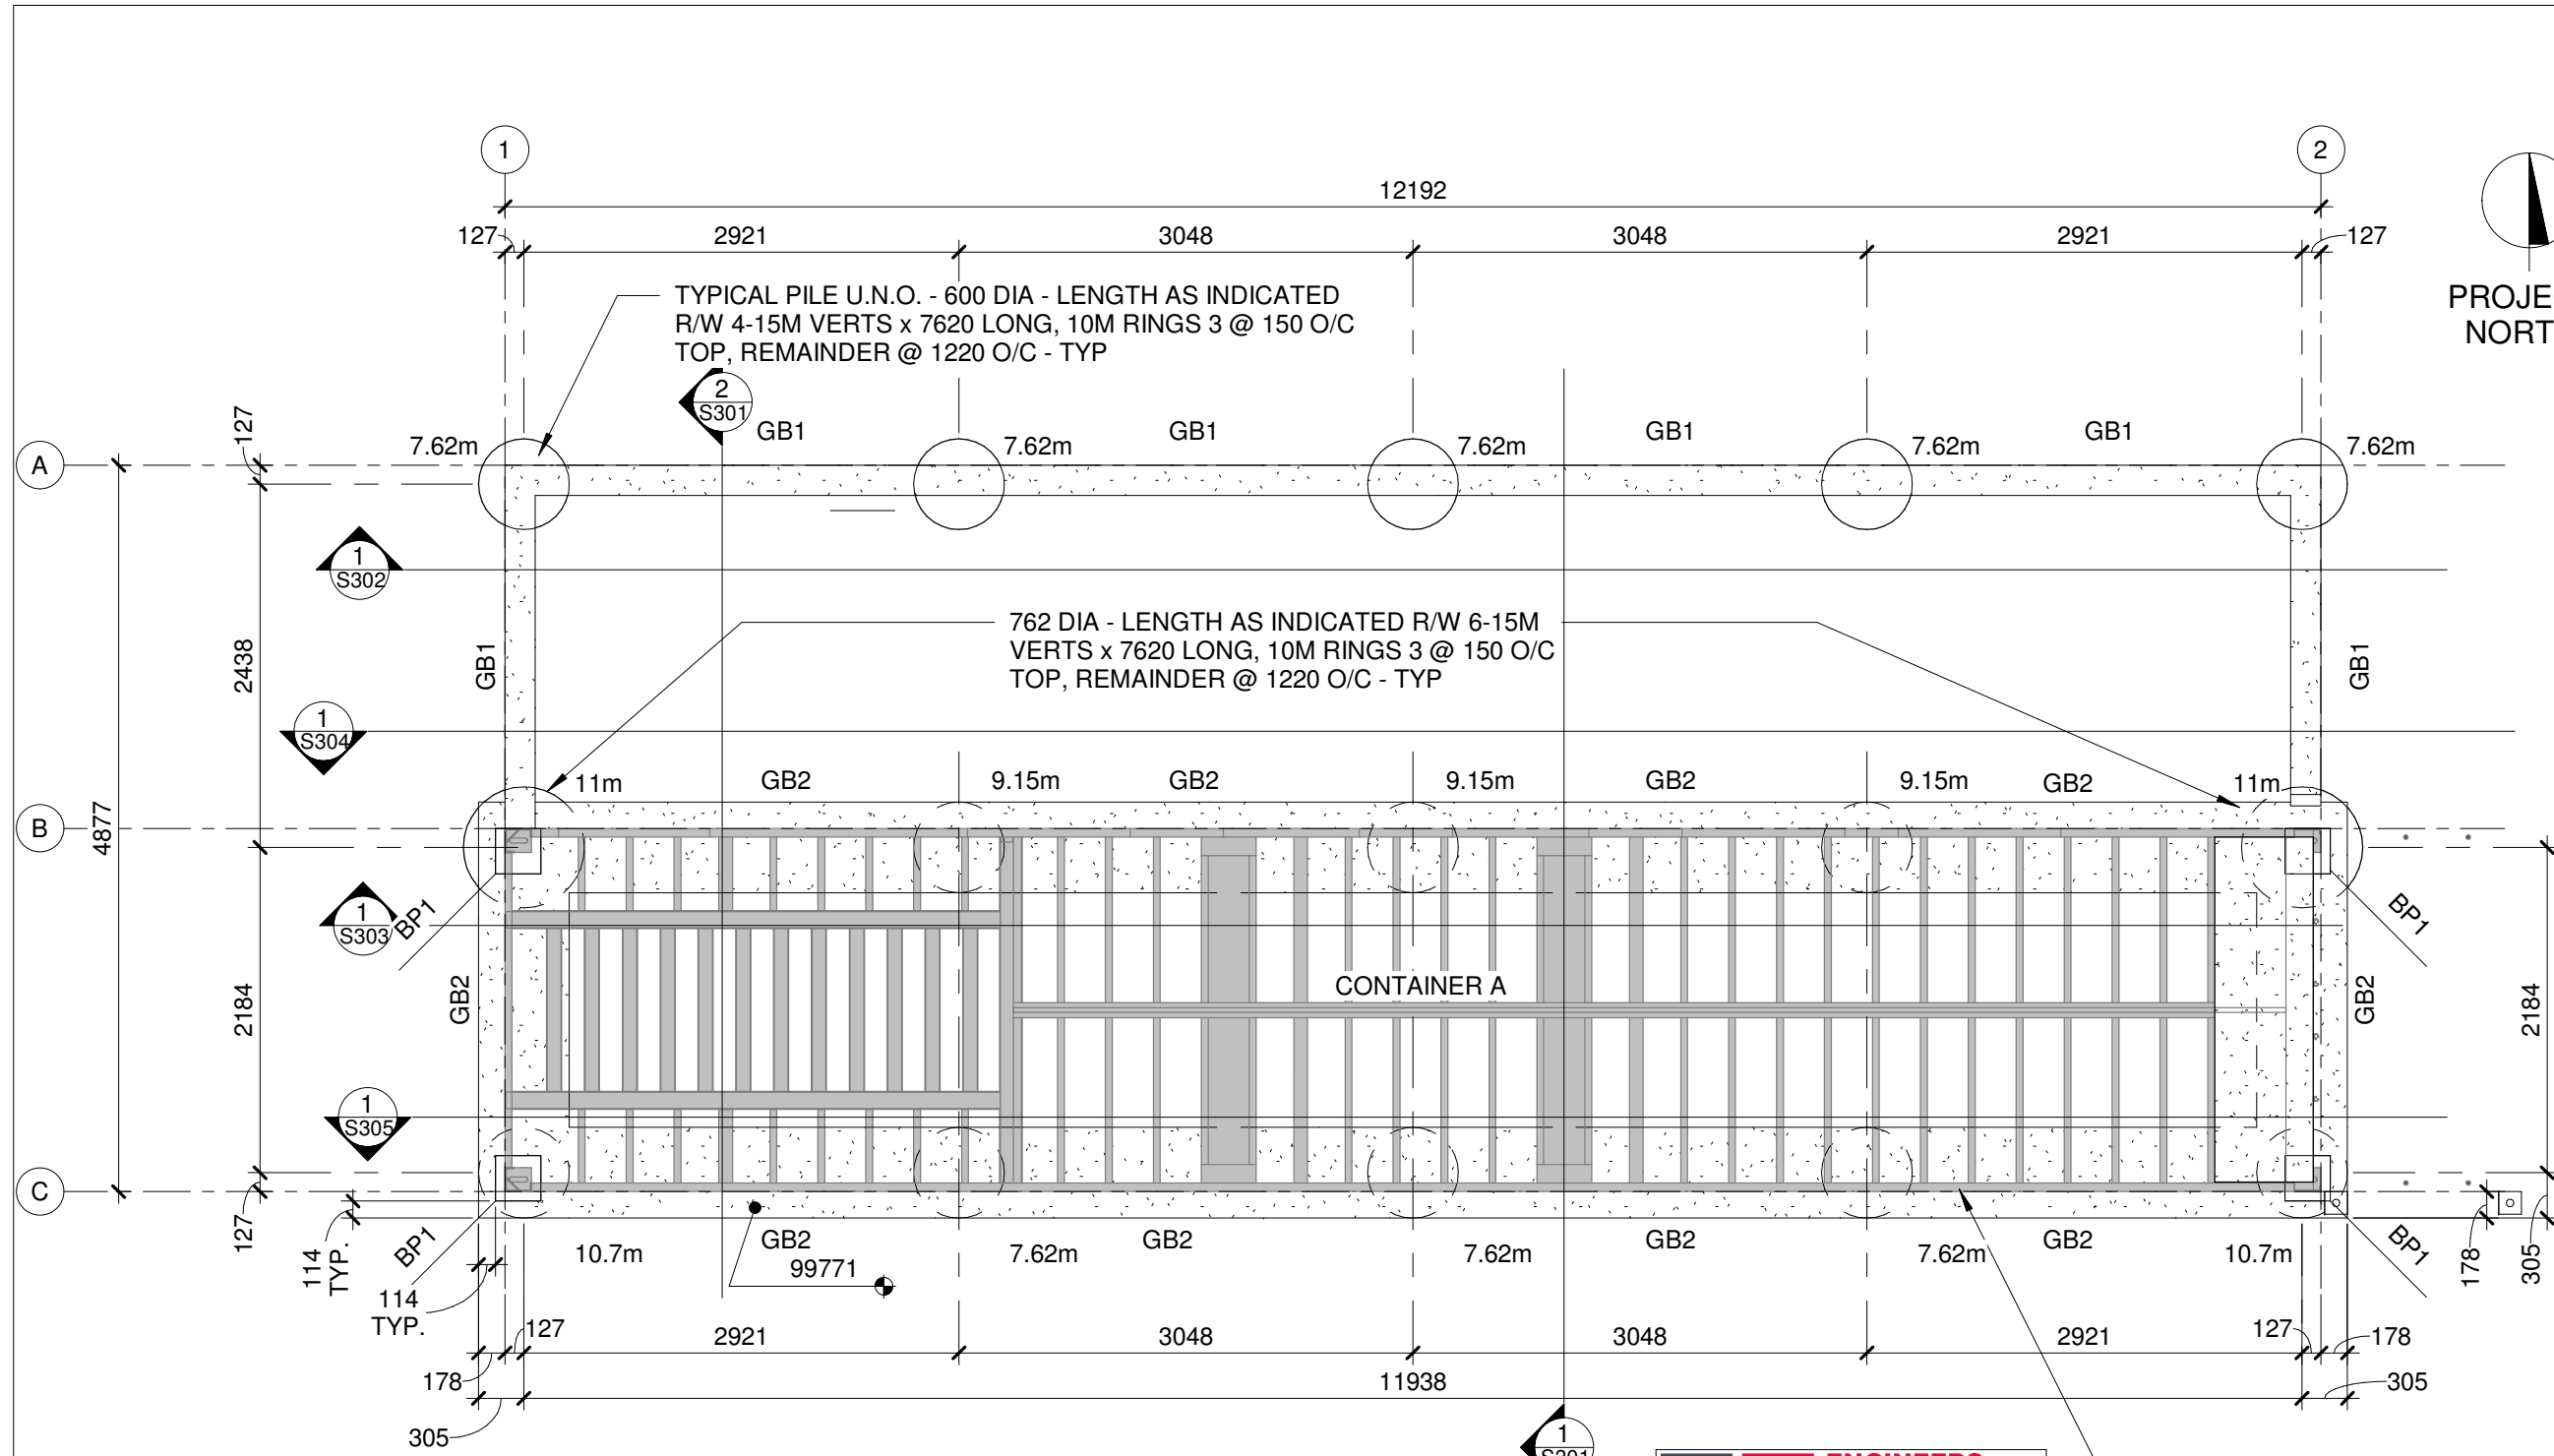 1
2
12192
127
2921
3048
3048
2921
127
PROJE
NORT
TYPICAL PILE U.N.O. - 600 DIA - LENGTH AS INDICATED
R/W 4-15M VERTS x 7620 LONG, 10M RINGS 3 @ 150 O/C
TOP, REMAINDER @ 1220 O/C - TYP
2
S301
GB1
GB1
GB1
GB1
127
A
7.62m
7.62m
7.62m
7.62m
7.62m
1
S302
762 DIA - LENGTH AS INDICATED R/W 6-15M
VERTS x 7620 LONG, 10M RINGS 3 @ 150 O/C
TOP, REMAINDER @ 1220 O/C - TYP
2438
GB1
GB1
1
S304
11m
GB2
9.15m
GB2
9.15m
GB2
9.15m
GB2
11m
B
4877
1
S303
BP1
BP1
CONTAINER A
2184
GB2
GB2
2184
1
S305
C
127
114
TYP.
BP1
114
TYP.
10.7m
GB2
99771
7.62m
GB2
7.62m
GB2
7.62m
GB2
10.7m
BP1
178
305
127
2921
3048
3048
2921
127
178
178
11938
305
305
1
S301
ENGINEERS